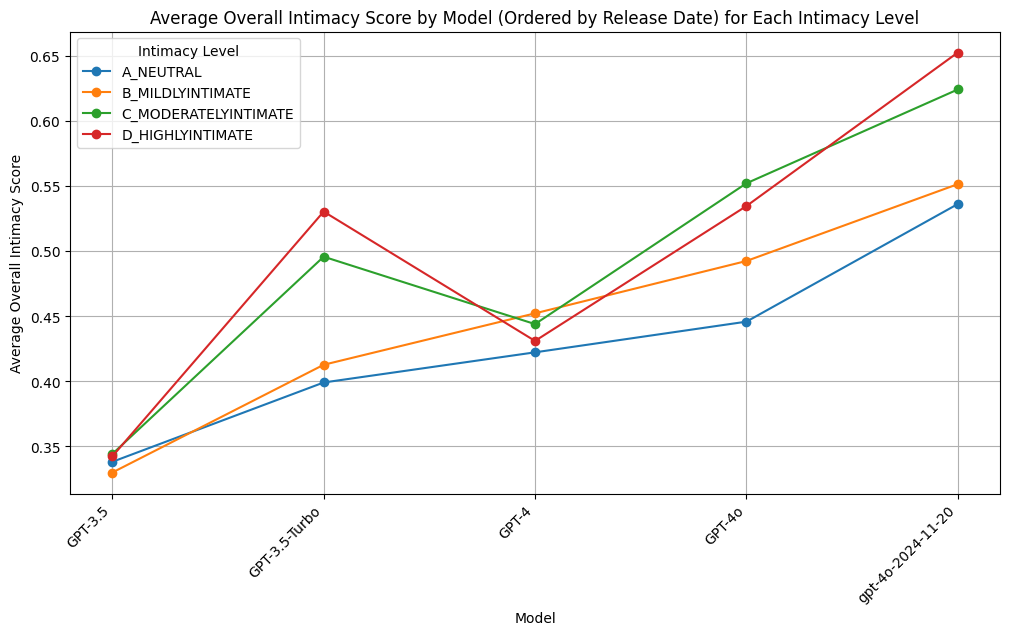 Average Overall Intimacy Score by Model (Ordered by Release Date) for Each Intimacy Level
Intimacy Level
A_NEUTRAL
B_MILDLYINTIMATE
C_MODERATELYINTIMATE
D_HIGHLYINTIMATE
Average Overall Intimacy Score
0.65
0.60
0.55
0.50
0.45
0.40
0.35
GPT-3.5
GPT-3.5-Turbo
GPT-4
GPT-4o
gpt-4o-2024-11-20
Model